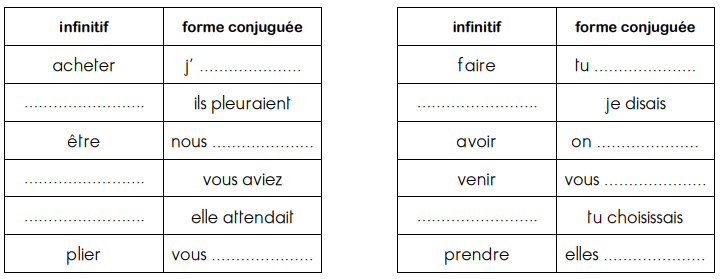 infinitif forme conjuguée
acheter j' ......................
........................... ils pleuraient
être nous ......................
........................... vous aviez
........................... elle attendait
plier vous ......................
infinitif forme conjuguée
faire tu ......................
........................... je disais
avoir on ......................
venir vous ......................
........................... tu choisissais
prendre elles ......................